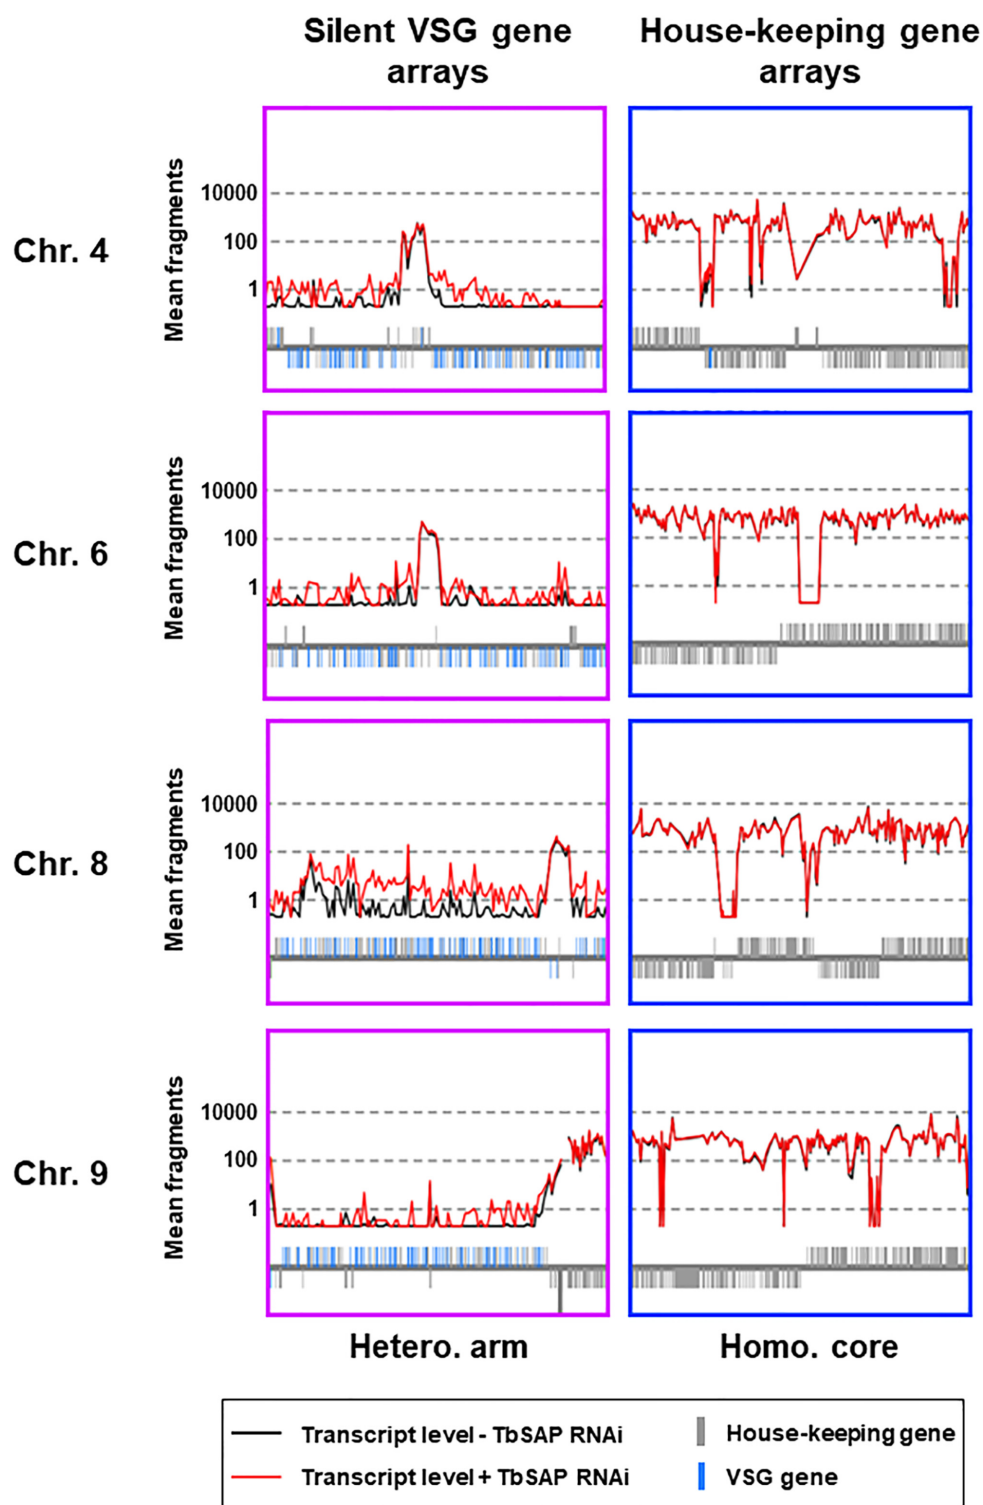 Silent VSG gene arrays
House-keeping gene arrays
Chr. 4
Mean fragments
10000
100
1
Chr. 6
Mean fragments
10000
100
1
Chr. 8
Mean fragments
10000
100
1
Chr. 9
Mean fragments
10000
100
1
Hetero. arm
Homo. core
Transcript level - TbSAP RNAi
House-keeping gene
Transcript level + TbSAP RNAi
VSG gene